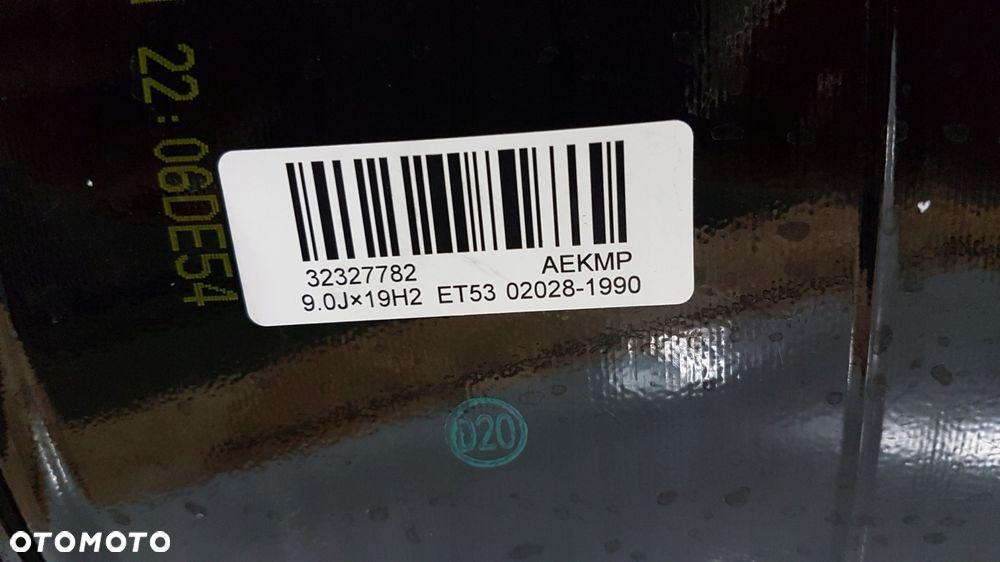 22:06DE54
32327782 AEKMP
9.0J×19H2 ET53 02028-1990
D20
OTOMOTO